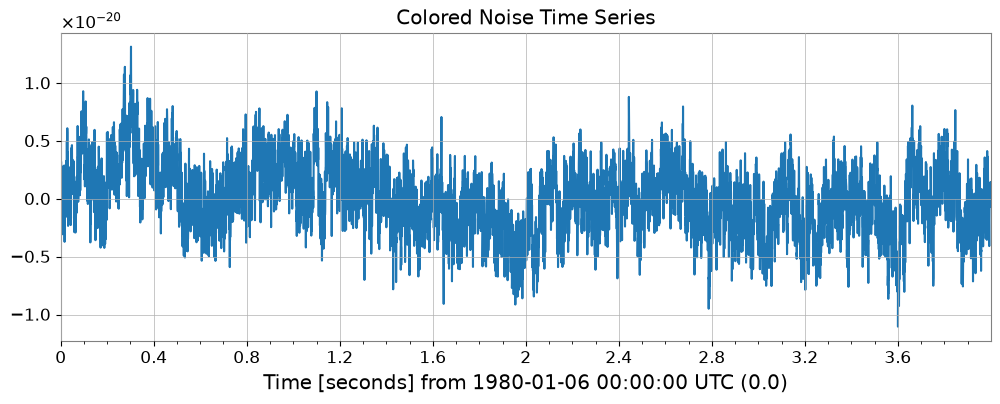 Colored Noise Time Series
×10⁻²⁰
1.0
0.5
0.0
−0.5
−1.0
0 0.4 0.8 1.2 1.6 2 2.4 2.8 3.2 3.6
Time [seconds] from 1980-01-06 00:00:00 UTC (0.0)